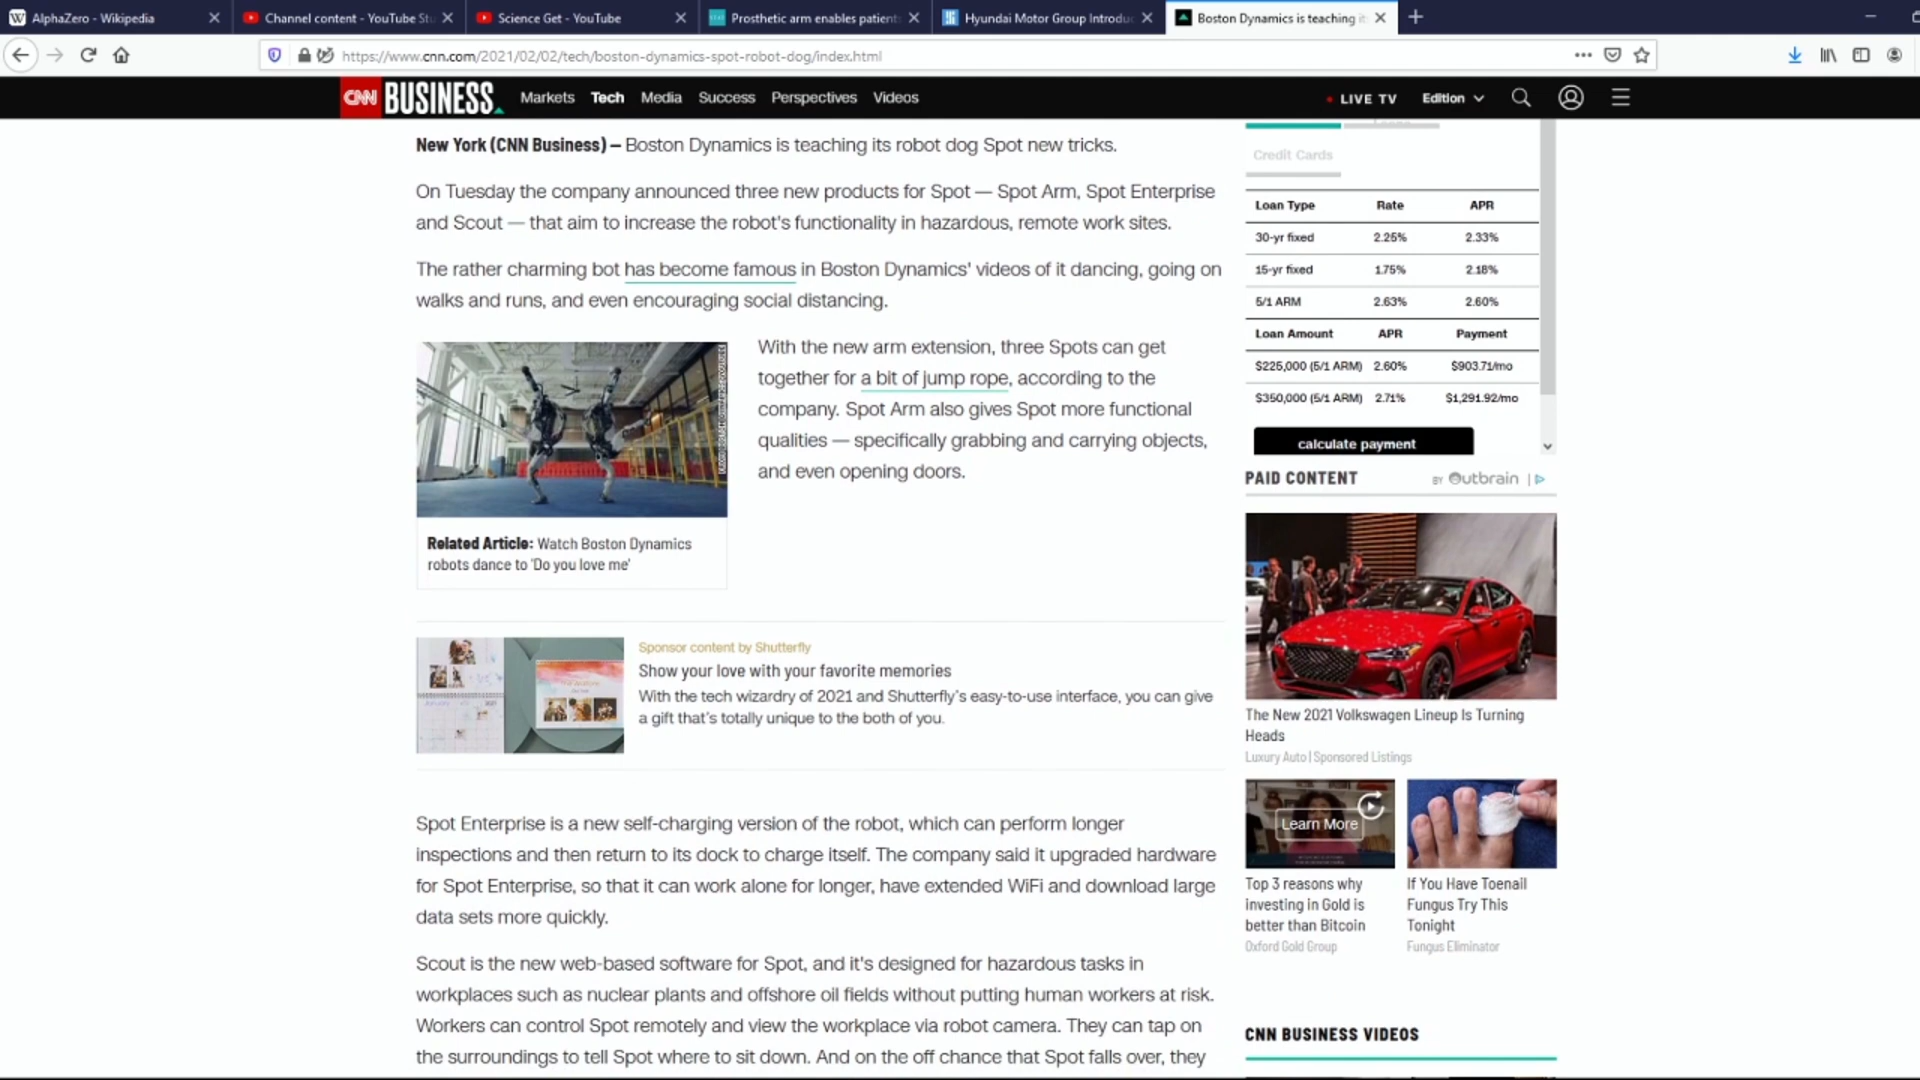 AlphaZero - Wikipedia
Channel content - YouTube Stu
Science Get - YouTube
Prosthetic arm enables patient
Hyundai Motor Group Introduc
Boston Dynamics is teaching it
https://www.cnn.com/2021/02/02/tech/boston-dynamics-spot-robot-dog/index.html
CNN BUSINESS
Markets Tech Media Success Perspectives Videos
LIVE TV Edition
New York (CNN Business) — Boston Dynamics is teaching its robot dog Spot new tricks.
On Tuesday the company announced three new products for Spot — Spot Arm, Spot Enterprise
and Scout — that aim to increase the robot's functionality in hazardous, remote work sites.
The rather charming bot has become famous in Boston Dynamics' videos of it dancing, going on
walks and runs, and even encouraging social distancing.
With the new arm extension, three Spots can get
together for a bit of jump rope, according to the
company. Spot Arm also gives Spot more functional
qualities — specifically grabbing and carrying objects,
and even opening doors.
Related Article: Watch Boston Dynamics
robots dance to 'Do you love me'
Sponsor content by Shutterfly
Show your love with your favorite memories
With the tech wizardry of 2021 and Shutterfly's easy-to-use interface, you can give
a gift that's totally unique to the both of you.
Spot Enterprise is a new self-charging version of the robot, which can perform longer
inspections and then return to its dock to charge itself. The company said it upgraded hardware
for Spot Enterprise, so that it can work alone for longer, have extended WiFi and download large
data sets more quickly.
Scout is the new web-based software for Spot, and it's designed for hazardous tasks in
workplaces such as nuclear plants and offshore oil fields without putting human workers at risk.
Workers can control Spot remotely and view the workplace via robot camera. They can tap on
the surroundings to tell Spot where to sit down. And on the off chance that Spot falls over, they
Credit Cards
Loan Type Rate APR
30-yr fixed 2.25% 2.33%
15-yr fixed 1.75% 2.18%
5/1 ARM 2.63% 2.60%
Loan Amount APR Payment
$225,000 (5/1 ARM) 2.60% $903.71/mo
$350,000 (5/1 ARM) 2.71% $1,291.92/mo
calculate payment
PAID CONTENT BY Outbrain
The New 2021 Volkswagen Lineup Is Turning
Heads
Luxury Auto | Sponsored Listings
Learn More
Top 3 reasons why
investing in Gold is
better than Bitcoin
Oxford Gold Group
If You Have Toenail
Fungus Try This
Tonight
Fungus Eliminator
CNN BUSINESS VIDEOS